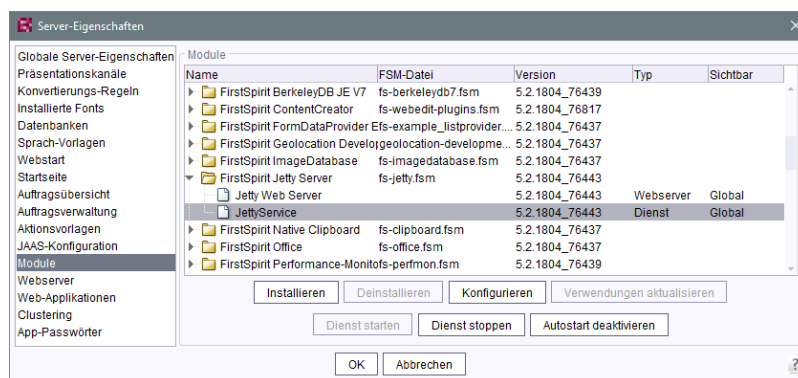 Server-Eigenschaften
Globale Server-Eigenschaften
Präsentationskanäle
Konvertierungs-Regeln
Installierte Fonts
Datenbanken
Sprach-Vorlagen
Webstart
Startseite
Auftragsübersicht
Auftragsverwaltung
Aktionsvorlagen
JAAS-Konfiguration
Module
Webserver
Web-Applikationen
Clustering
App-Passwörter
Module
Name FSM-Datei Version Typ Sichtbar
FirstSpirit BerkeleyDB JE V7 fs-berkeleydb7.fsm 5.2.1804_76439
FirstSpirit ContentCreator fs-webedit-plugins.fsm 5.2.1804_76817
FirstSpirit FormDataProvider E fs-example_listprovider.... 5.2.1804_76437
FirstSpirit Geolocation Develop geolocation-developme... 5.2.1804_76437
FirstSpirit ImageDatabase fs-imagedatabase.fsm 5.2.1804_76437
FirstSpirit Jetty Server fs-jetty.fsm 5.2.1804_76443
Jetty Web Server 5.2.1804_76443 Webserver Global
JettyService 5.2.1804_76443 Dienst Global
FirstSpirit Native Clipboard fs-clipboard.fsm 5.2.1804_76437
FirstSpirit Office fs-office.fsm 5.2.1804_76437
FirstSpirit Performance-Monito fs-perfmon.fsm 5.2.1804_76439
Installieren Deinstallieren Konfigurieren Verwendungen aktualisieren
Dienst starten Dienst stoppen Autostart deaktivieren
OK Abbrechen
?